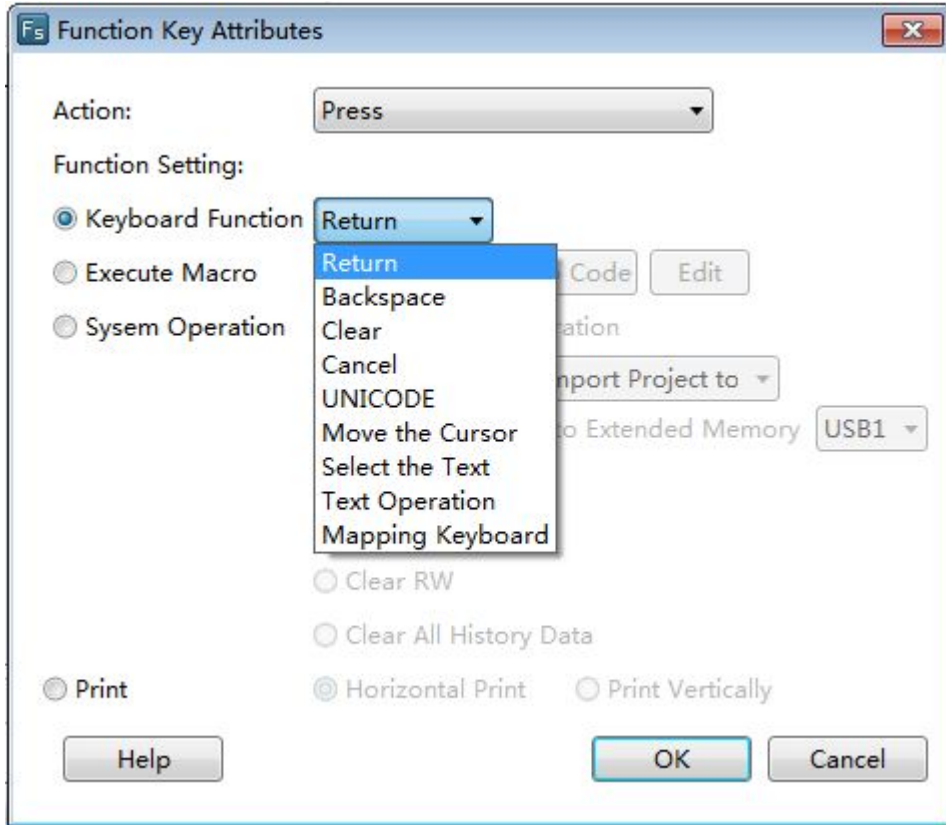 Fs Function Key Attributes
Action: Press
Function Setting:
Keyboard Function Return
Return
Execute Macro Code Edit
Backspace
Clear
Sysem Operation ation
Cancel
mport Project to
UNICODE
Move the Cursor to Extended Memory USB1
Select the Text
Text Operation
Mapping Keyboard
Clear RW
Clear All History Data
Print Horizontal Print Print Vertically
Help OK Cancel